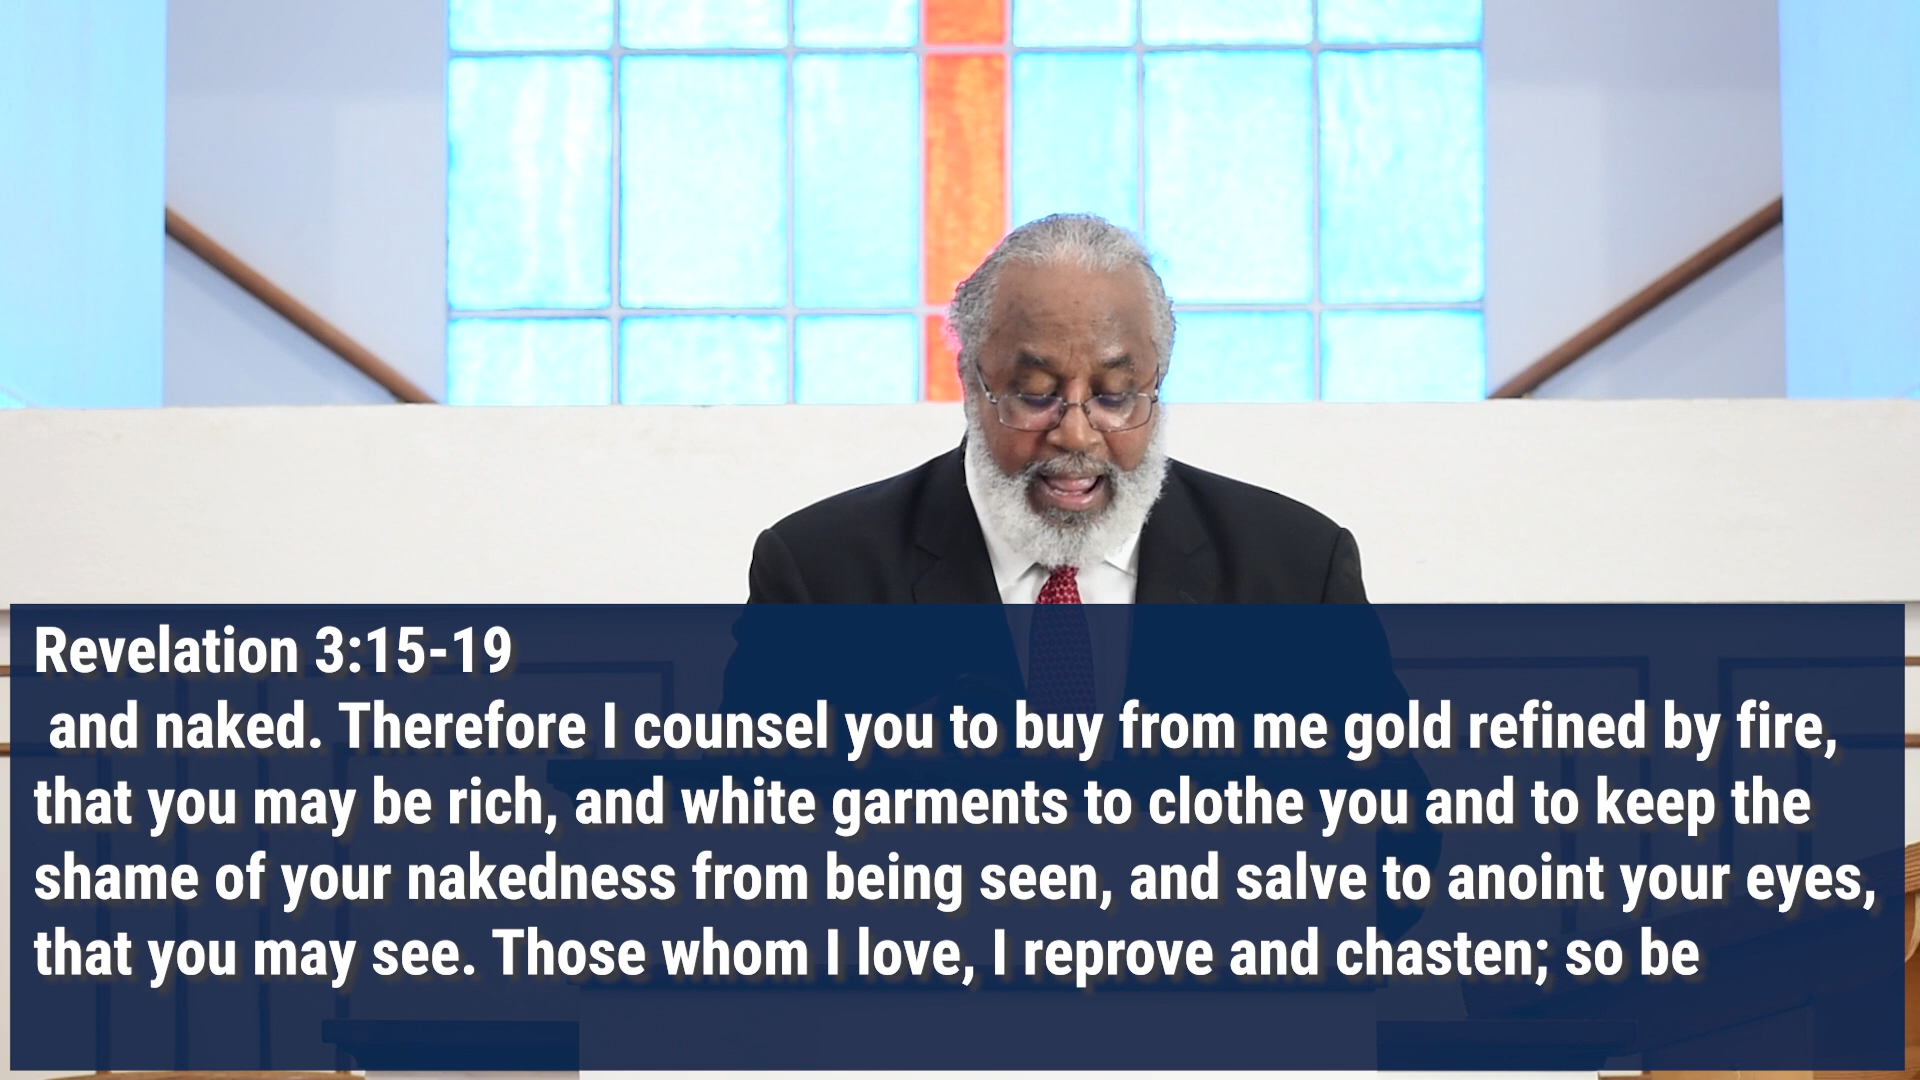 Revelation 3:15-19
and naked. Therefore I counsel you to buy from me gold refined by fire,
that you may be rich, and white garments to clothe you and to keep the
shame of your nakedness from being seen, and salve to anoint your eyes,
that you may see. Those whom I love, I reprove and chasten; so be